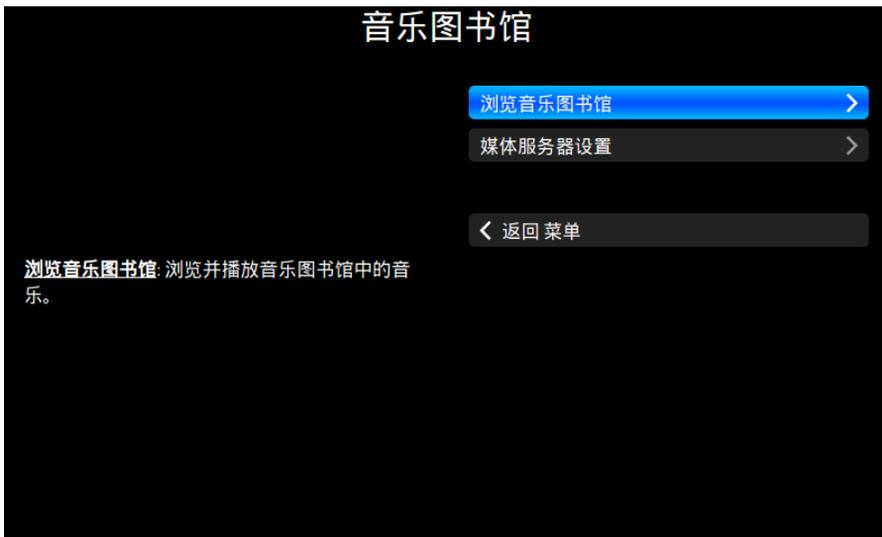 音乐图书馆
浏览音乐图书馆
媒体服务器设置
返回 菜单
浏览音乐图书馆: 浏览并播放音乐图书馆中的音
乐。